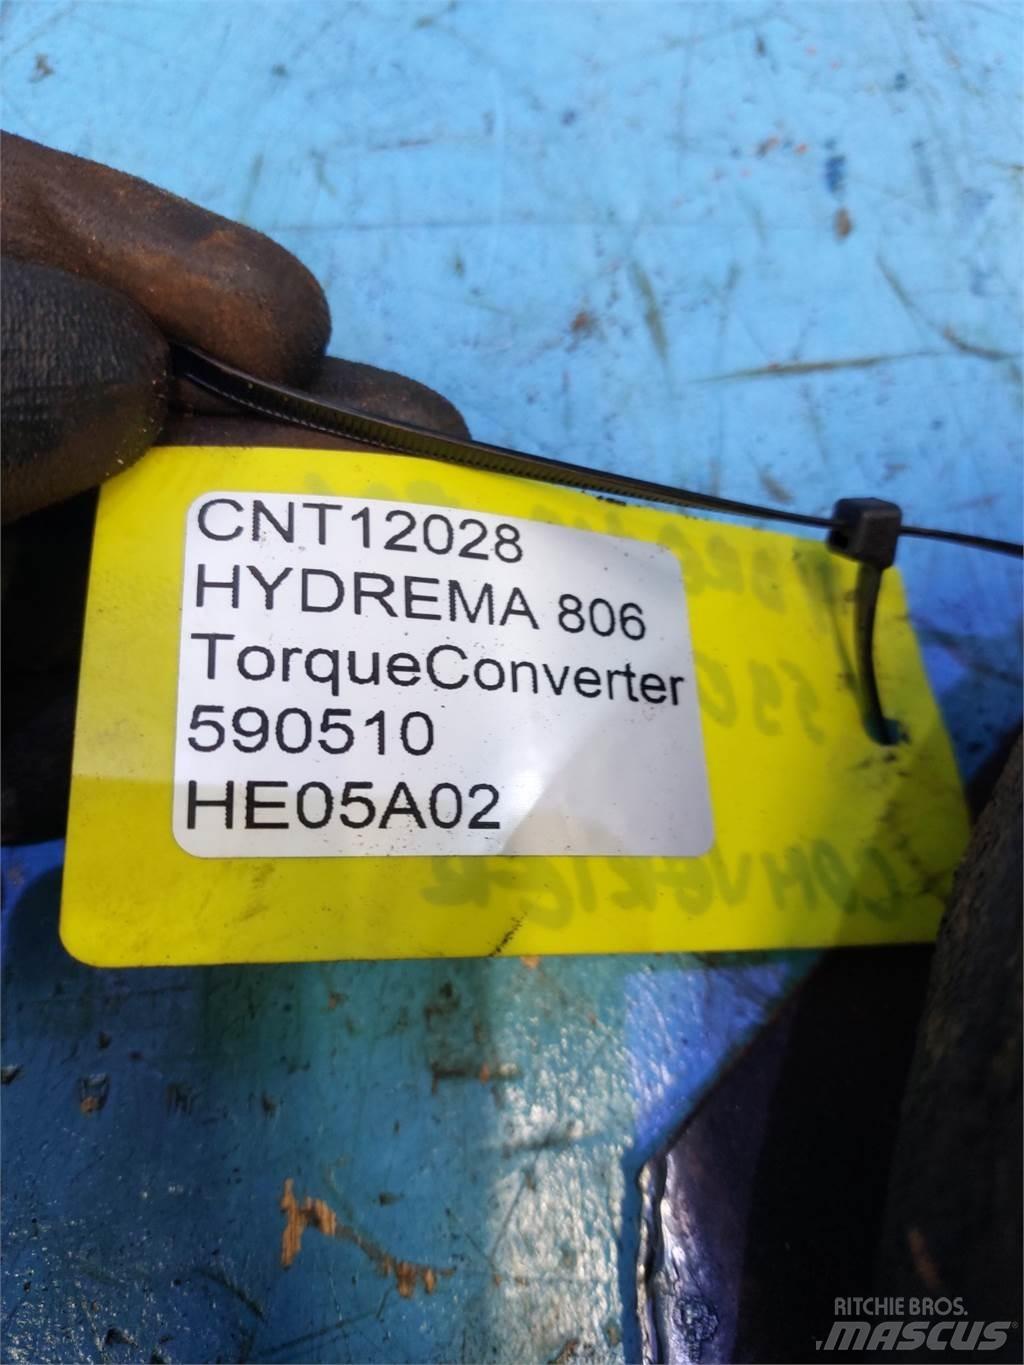 CNT12028
HYDREMA 806
TorqueConverter
590510
HE05A02
RITCHIE BROS.
MASCUS